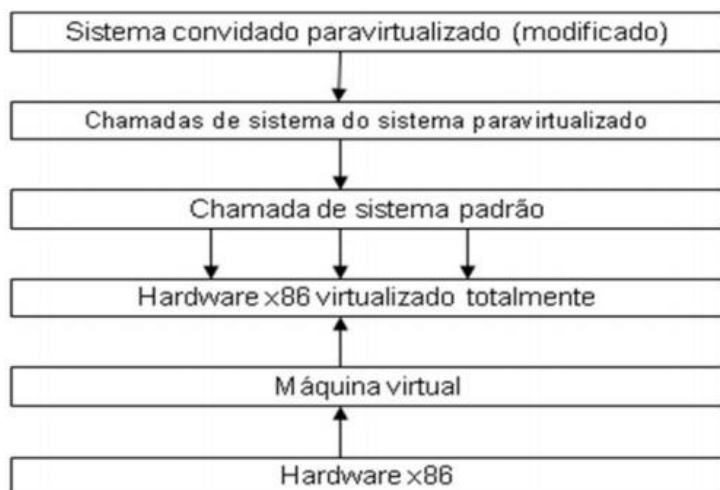 Sistema convidado paravirtualizado (modificado)
Chamadas de sistema do sistema paravirtualizado
Chamada de sistema padrão
Hardware x86 virtualizado totalmente
Máquina virtual
Hardware x86